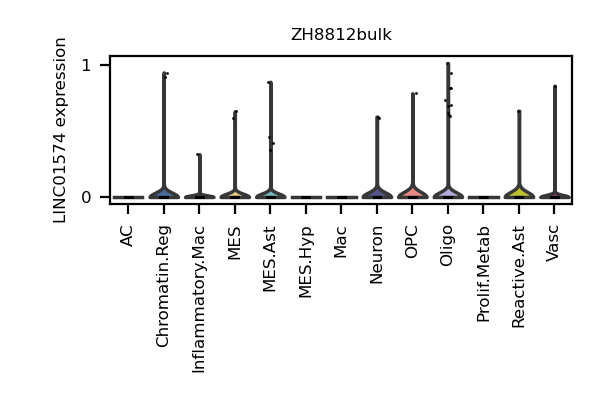 ZH8812bulk
LINC01574 expression
1
0
AC
Chromatin.Reg
Inflammatory.Mac
MES
MES.Ast
MES.Hyp
Mac
Neuron
OPC
Oligo
Prolif.Metab
Reactive.Ast
Vasc